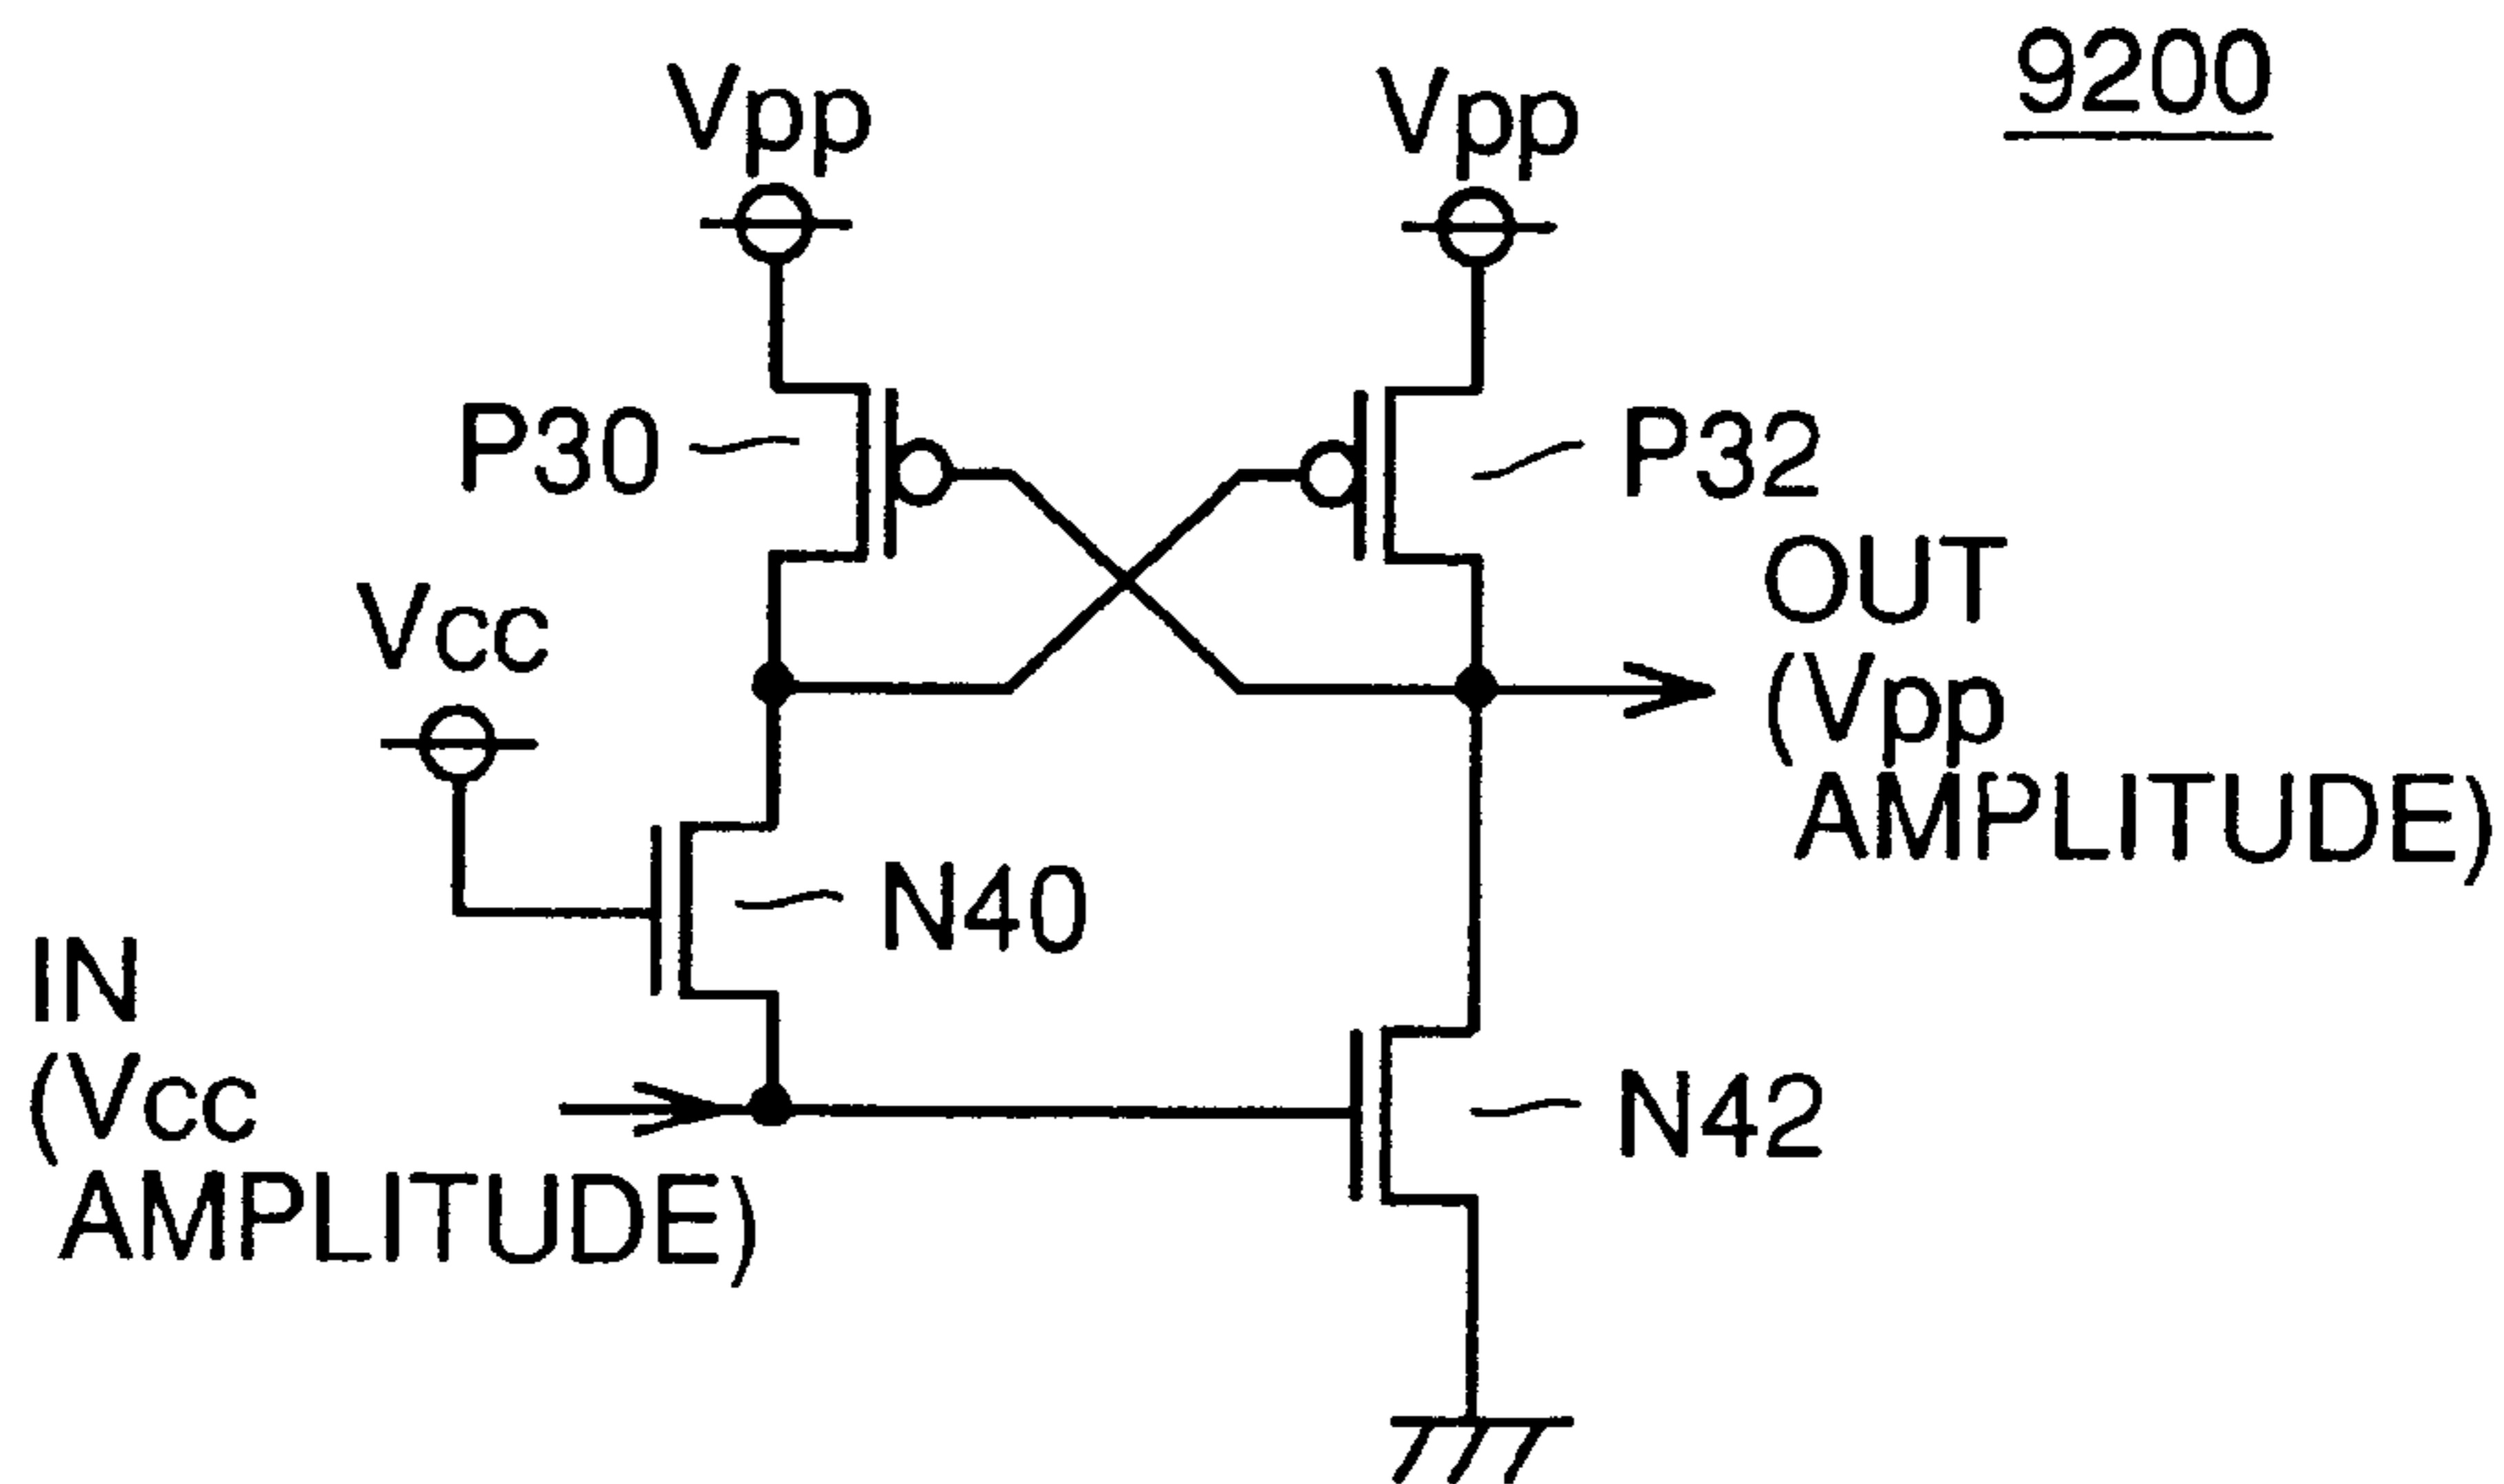 9200
Vpp
Vpp
P30
P32
OUT
(Vpp
AMPLITUDE)
Vcc
N40
IN
(Vcc
AMPLITUDE)
N42